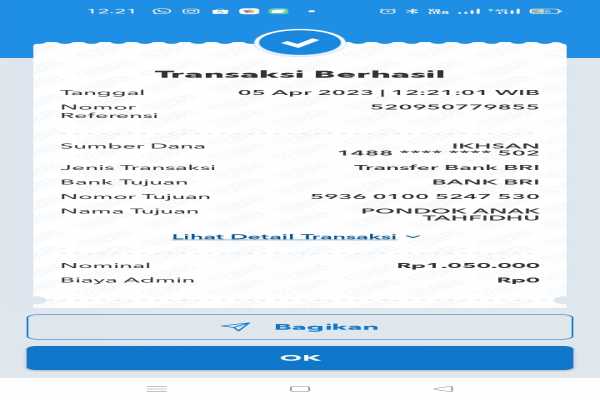 12.21
Transaksi Berhasil
Tanggal 05 Apr 2023 | 12:21:01 WIB
Nomor 520950779855
Referensi
Sumber Dana IKHSAN
1488 **** **** 502
Jenis Transaksi Transfer Bank BRI
Bank Tujuan BANK BRI
Nomor Tujuan 5936 0100 5247 530
Nama Tujuan PONDOK ANAK
TAHFIDHU
Lihat Detail Transaksi
Nominal Rp1.050.000
Biaya Admin Rp0
Bagikan
OK